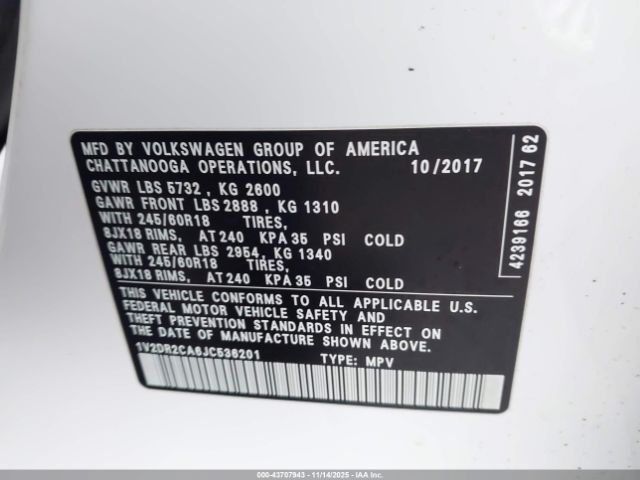 MFD BY VOLKSWAGEN GROUP OF AMERICA
CHATTANOOGA OPERATIONS, LLC. 10/2017
GVWR LBS 5732 , KG 2600
GAWR FRONT LBS 2888 , KG 1310
WITH 245/60R18 TIRES,
8JX18 RIMS, AT 240 KPA 35 PSI COLD
GAWR REAR LBS 2954, KG 1340
WITH 245/60R18 TIRES,
8JX18 RIMS, AT 240 KPA 35 PSI COLD
THIS VEHICLE CONFORMS TO ALL APPLICABLE U.S.
FEDERAL MOTOR VEHICLE SAFETY AND
THEFT PREVENTION STANDARDS IN EFFECT ON
THE DATE OF MANUFACTURE SHOWN ABOVE.
1V2DR2CA6JC536201 TYPE: MPV
4239166 2017 62
000-43707943 - 11/14/2025 - IAAI.com